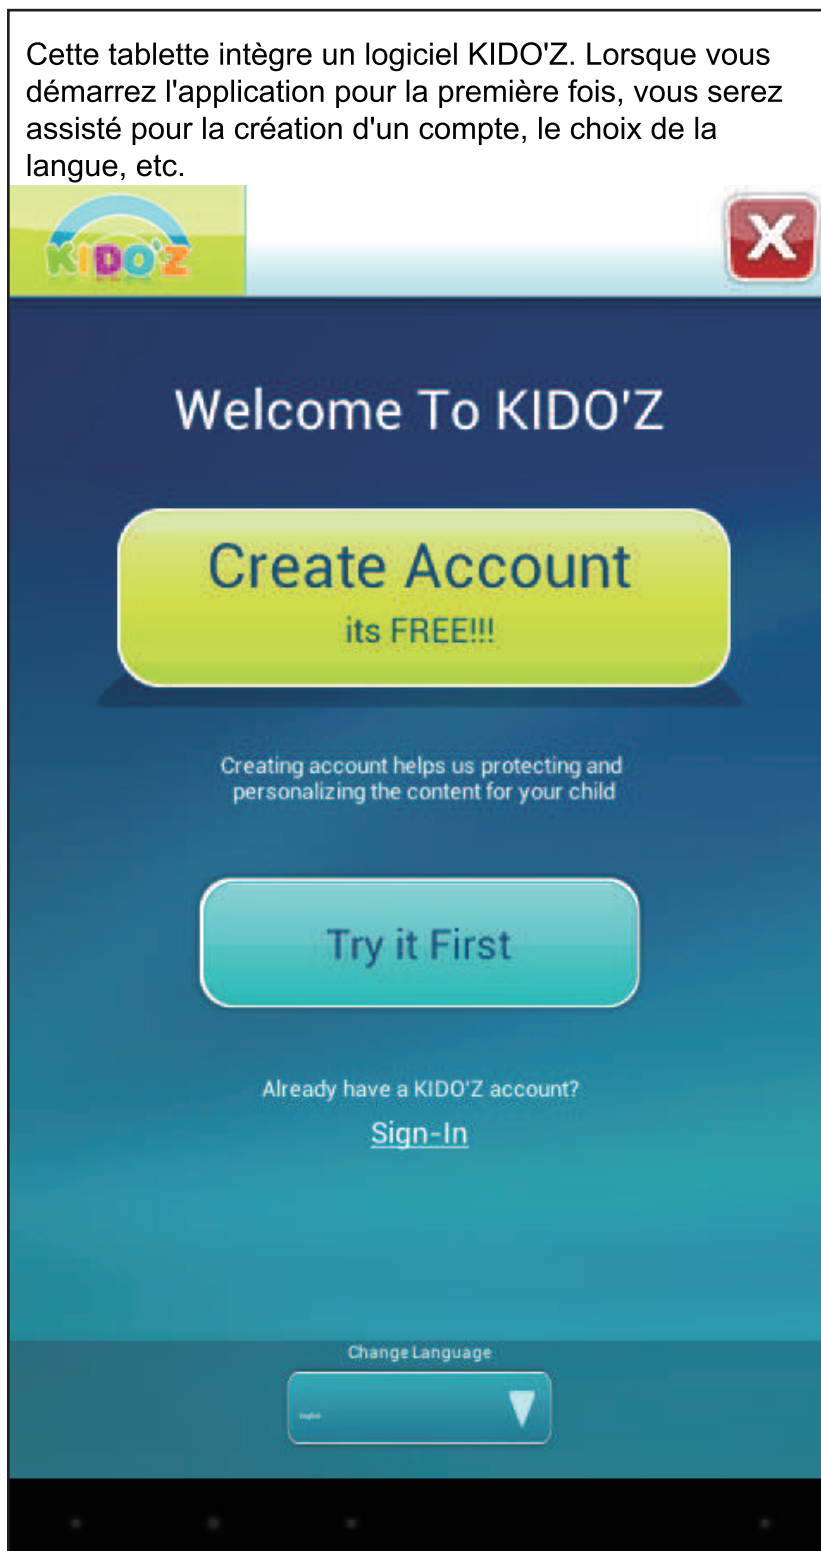 Cette tablette intègre un logiciel KIDO'Z. Lorsque vous
démarrez l'application pour la première fois, vous serez
assisté pour la création d'un compte, le choix de la
langue, etc.
KIDO'Z
Welcome To KIDO'Z
Create Account
its FREE!!!
Creating account helps us protecting and
personalizing the content for your child
Try it First
Already have a KIDO'Z account?
Sign-In
Change Language
English